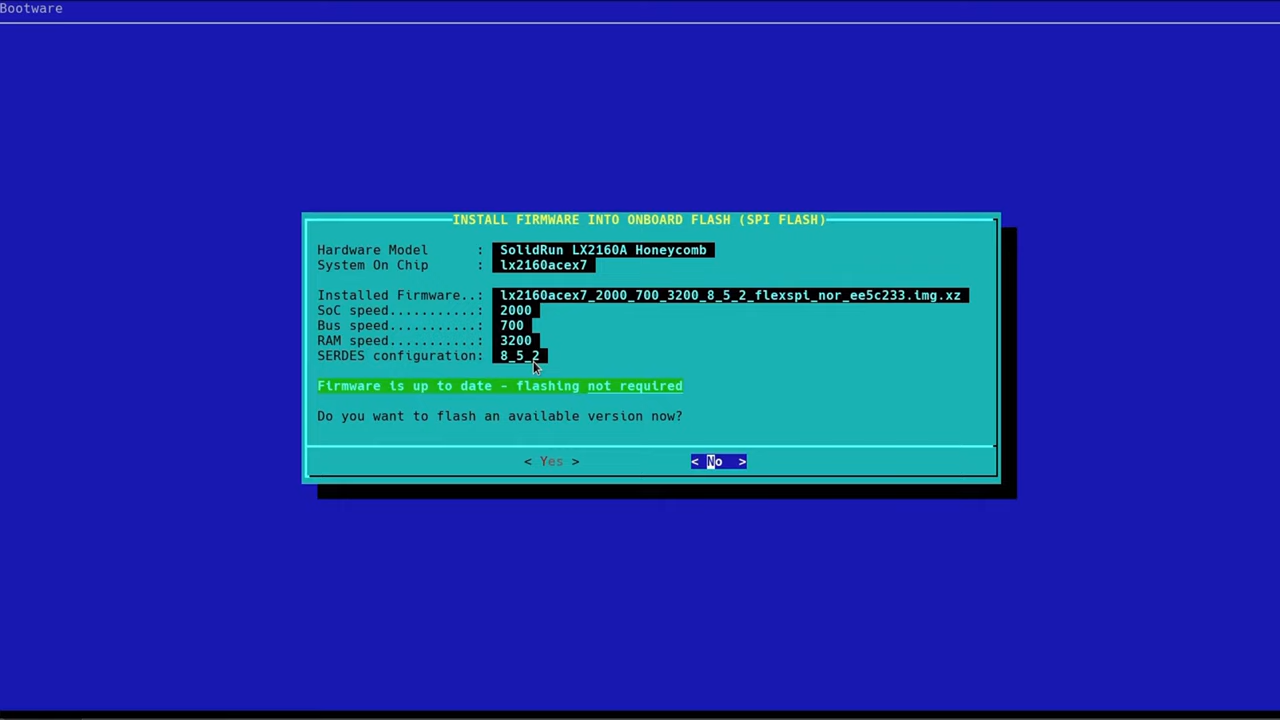 Bootware
INSTALL FIRMWARE INTO ONBOARD FLASH (SPI FLASH)
Hardware Model : SolidRun LX2160A Honeycomb
System On Chip : lx2160acex7
Installed Firmware..: lx2160acex7_2000_700_3200_8_5_2_flexspi_nor_ee5c233.img.xz
SoC speed...........: 2000
Bus speed...........: 700
RAM speed...........: 3200
SERDES configuration: 8_5_2
Firmware is up to date - flashing not required
Do you want to flash an available version now?
< Yes > < No >